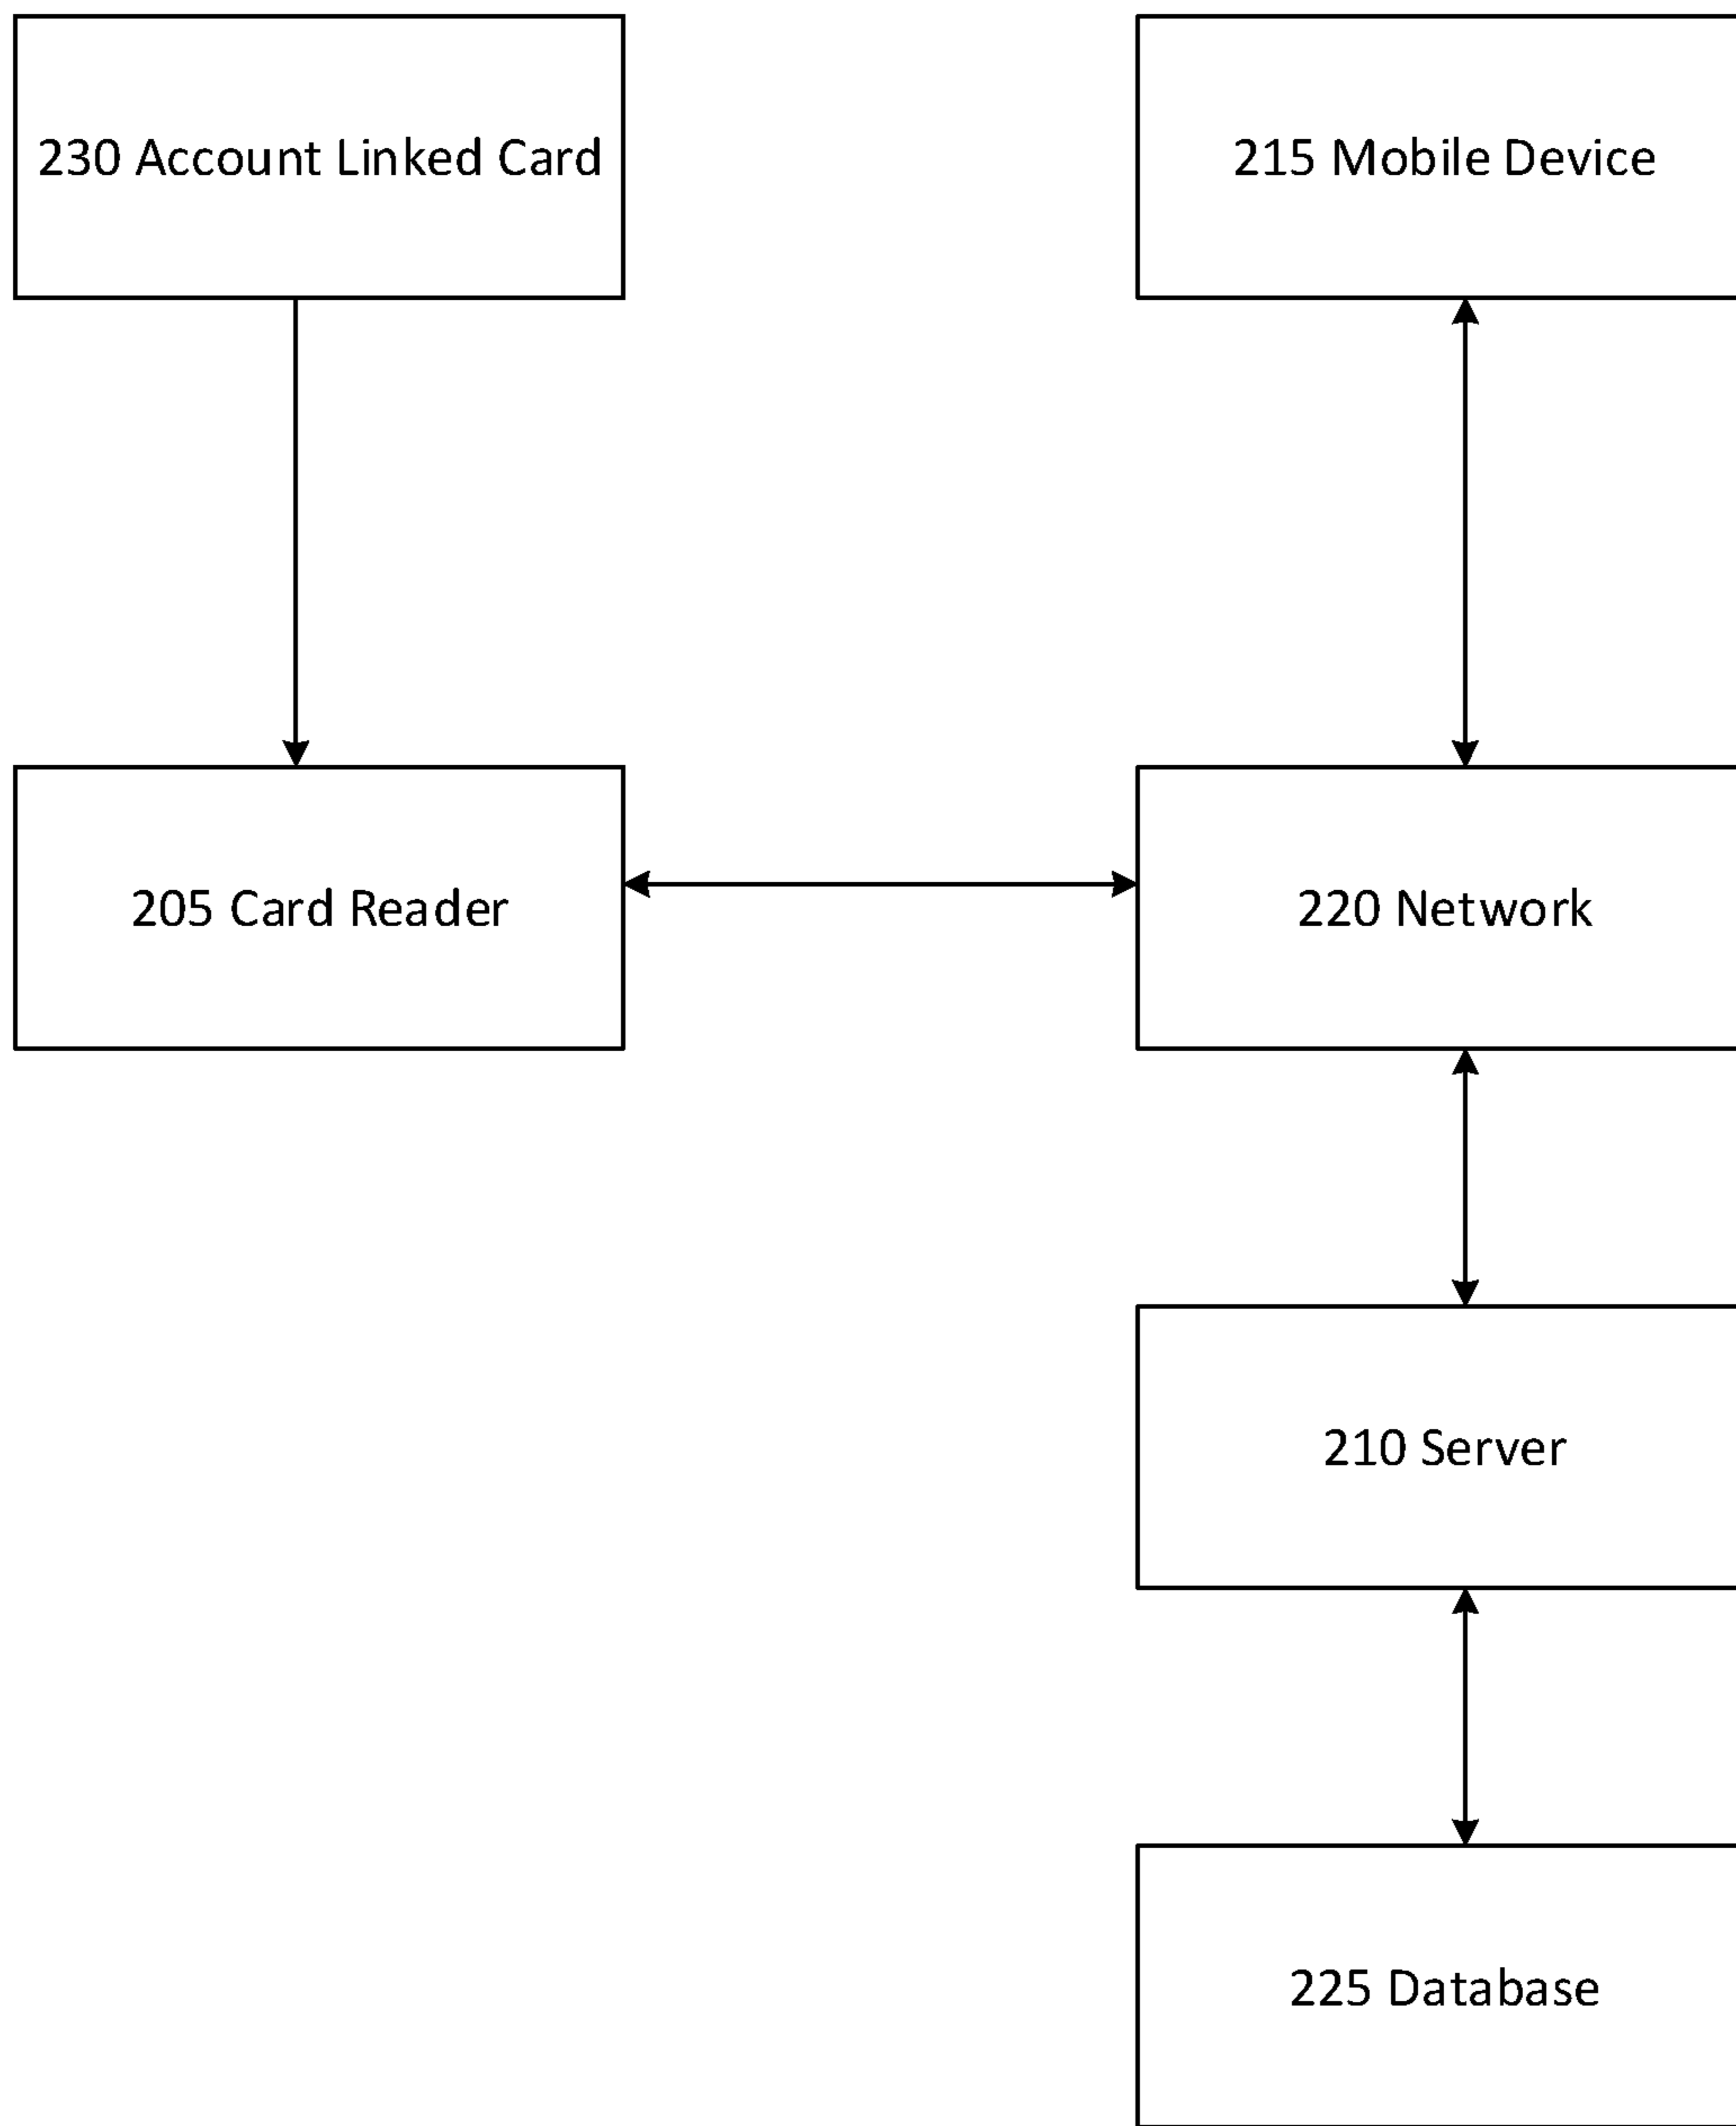 230 Account Linked Card
215 Mobile Device
205 Card Reader
220 Network
210 Server
225 Database